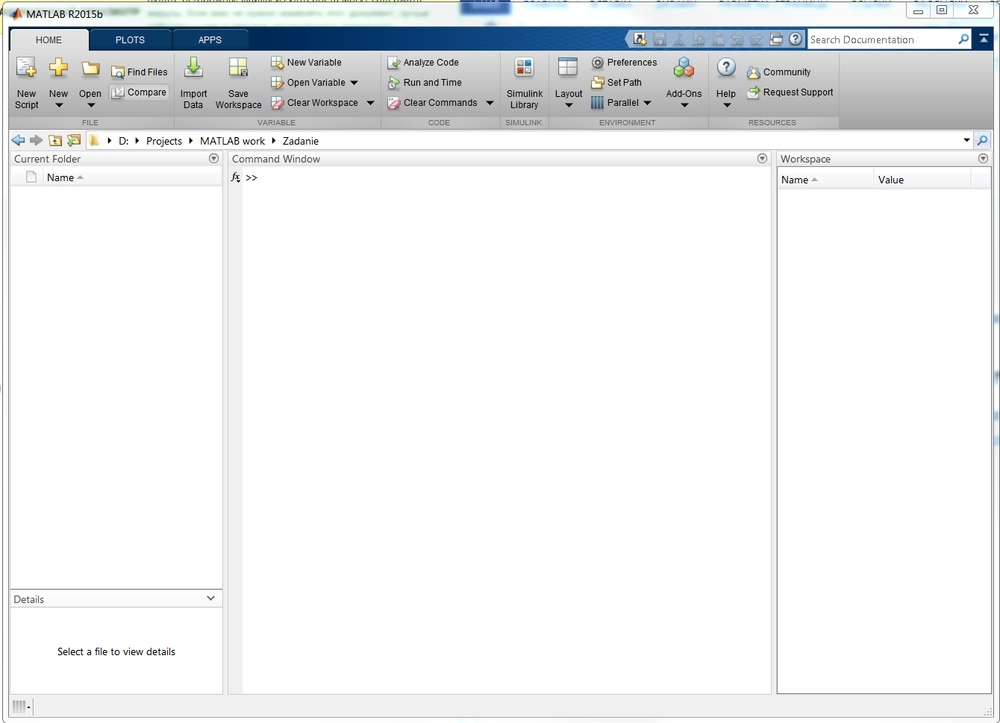 MATLAB R2015b
HOME PLOTS APPS
Search Documentation
New Script
New
Open
Find Files
Compare
FILE
Import Data
Save Workspace
New Variable
Open Variable
Clear Workspace
VARIABLE
Analyze Code
Run and Time
Clear Commands
CODE
Simulink Library
SIMULINK
Layout
Preferences
Set Path
Parallel
Add-Ons
ENVIRONMENT
Help
Community
Request Support
RESOURCES
D: Projects MATLAB work Zadanie
Current Folder
Name
Details
Select a file to view details
Command Window
fx >>
Workspace
Name Value